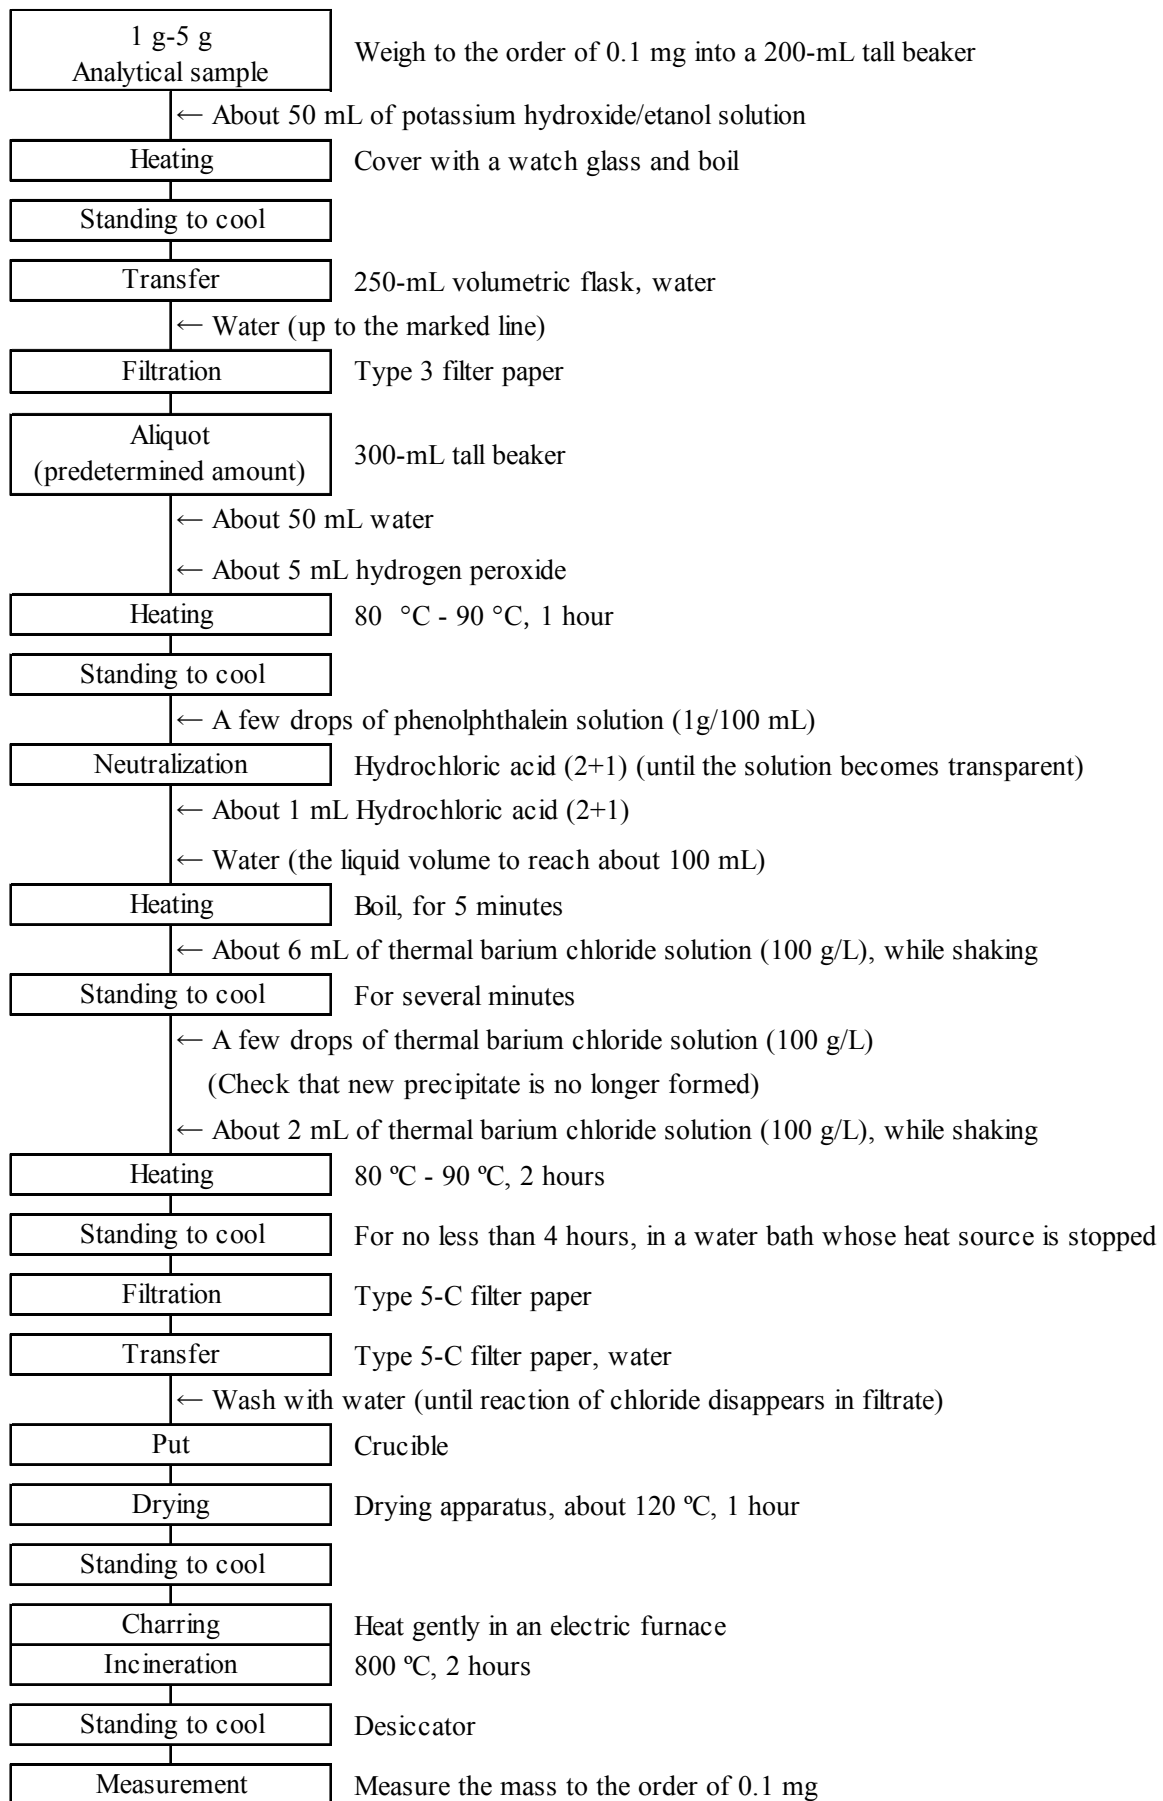 1 g-5 g
Analytical sample
Weigh to the order of 0.1 mg into a 200-mL tall beaker
← About 50 mL of potassium hydroxide/etanol solution
Heating
Cover with a watch glass and boil
Standing to cool
Transfer
250-mL volumetric flask, water
← Water (up to the marked line)
Filtration
Type 3 filter paper
Aliquot
(predetermined amount)
300-mL tall beaker
← About 50 mL water
← About 5 mL hydrogen peroxide
Heating
80 °C - 90 °C, 1 hour
Standing to cool
← A few drops of phenolphthalein solution (1g/100 mL)
Neutralization
Hydrochloric acid (2+1) (until the solution becomes transparent)
← About 1 mL Hydrochloric acid (2+1)
← Water (the liquid volume to reach about 100 mL)
Heating
Boil, for 5 minutes
← About 6 mL of thermal barium chloride solution (100 g/L), while shaking
Standing to cool
For several minutes
← A few drops of thermal barium chloride solution (100 g/L)
(Check that new precipitate is no longer formed)
← About 2 mL of thermal barium chloride solution (100 g/L), while shaking
Heating
80 ºC - 90 ºC, 2 hours
Standing to cool
For no less than 4 hours, in a water bath whose heat source is stopped
Filtration
Type 5-C filter paper
Transfer
Type 5-C filter paper, water
← Wash with water (until reaction of chloride disappears in filtrate)
Put
Crucible
Drying
Drying apparatus, about 120 ºC, 1 hour
Standing to cool
Charring
Heat gently in an electric furnace
Incineration
800 ºC, 2 hours
Standing to cool
Desiccator
Measurement
Measure the mass to the order of 0.1 mg